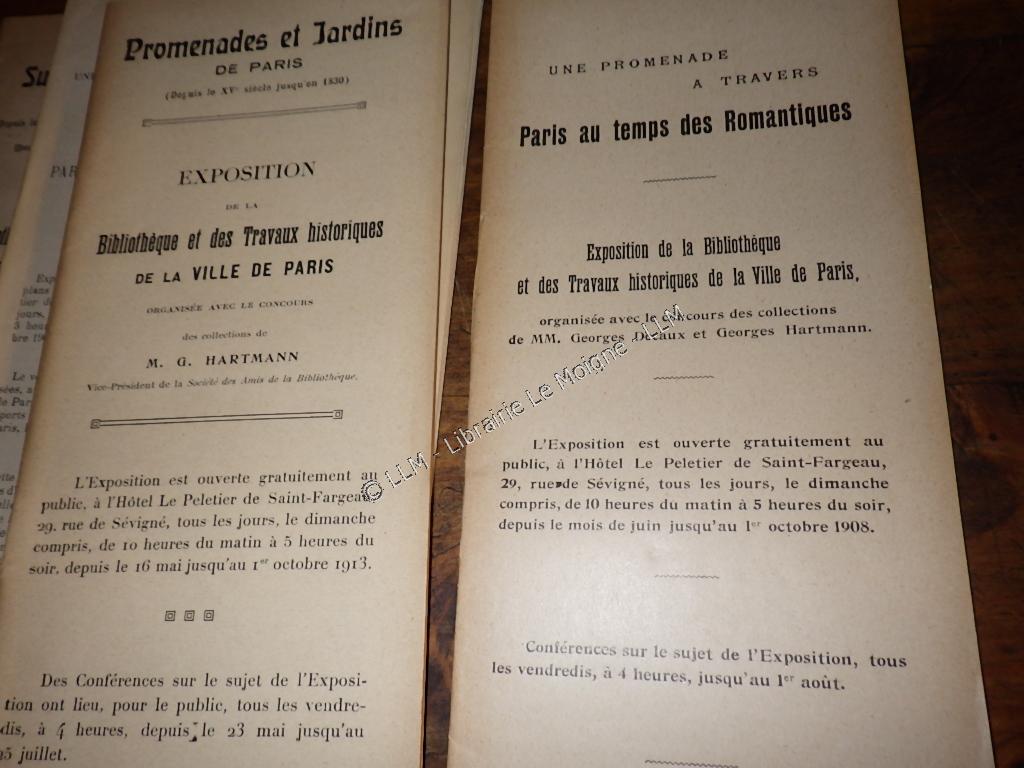 Promenades et Jardins
DE PARIS
(Depuis le XVe siècle jusqu'en 1830)
EXPOSITION
DE LA
Bibliothèque et des Travaux historiques
DE LA VILLE DE PARIS
ORGANISÉE AVEC LE CONCOURS
des collections de
M. G. HARTMANN
Vice-Président de la Société des Amis de la Bibliothèque.
L'Exposition est ouverte gratuitement au
public, à l'Hôtel Le Peletier de Saint-Fargeau,
29, rue de Sévigné, tous les jours, le dimanche
compris, de 10 heures du matin à 5 heures du
soir, depuis le 16 mai jusqu'au 1er octobre 1913.
Des Conférences sur le sujet de l'Exposi-
tion ont lieu, pour le public, tous les vendre-
dis, à 4 heures, depuis le 23 mai jusqu'au
25 juillet.
UNE PROMENADE
A TRAVERS
Paris au temps des Romantiques
Exposition de la Bibliothèque
et des Travaux historiques de la Ville de Paris,
organisée avec le concours des collections
de MM. Georges Decaux et Georges Hartmann.
L'Exposition est ouverte gratuitement au
public, à l'Hôtel Le Peletier de Saint-Fargeau,
29, rue de Sévigné, tous les jours, le dimanche
compris, de 10 heures du matin à 5 heures du soir,
depuis le mois de juin jusqu'au 1er octobre 1908.
Conférences sur le sujet de l'Exposition, tous
les vendredis, à 4 heures, jusqu'au 1er août.
© LLM - Librairie Le Moigne - LLM